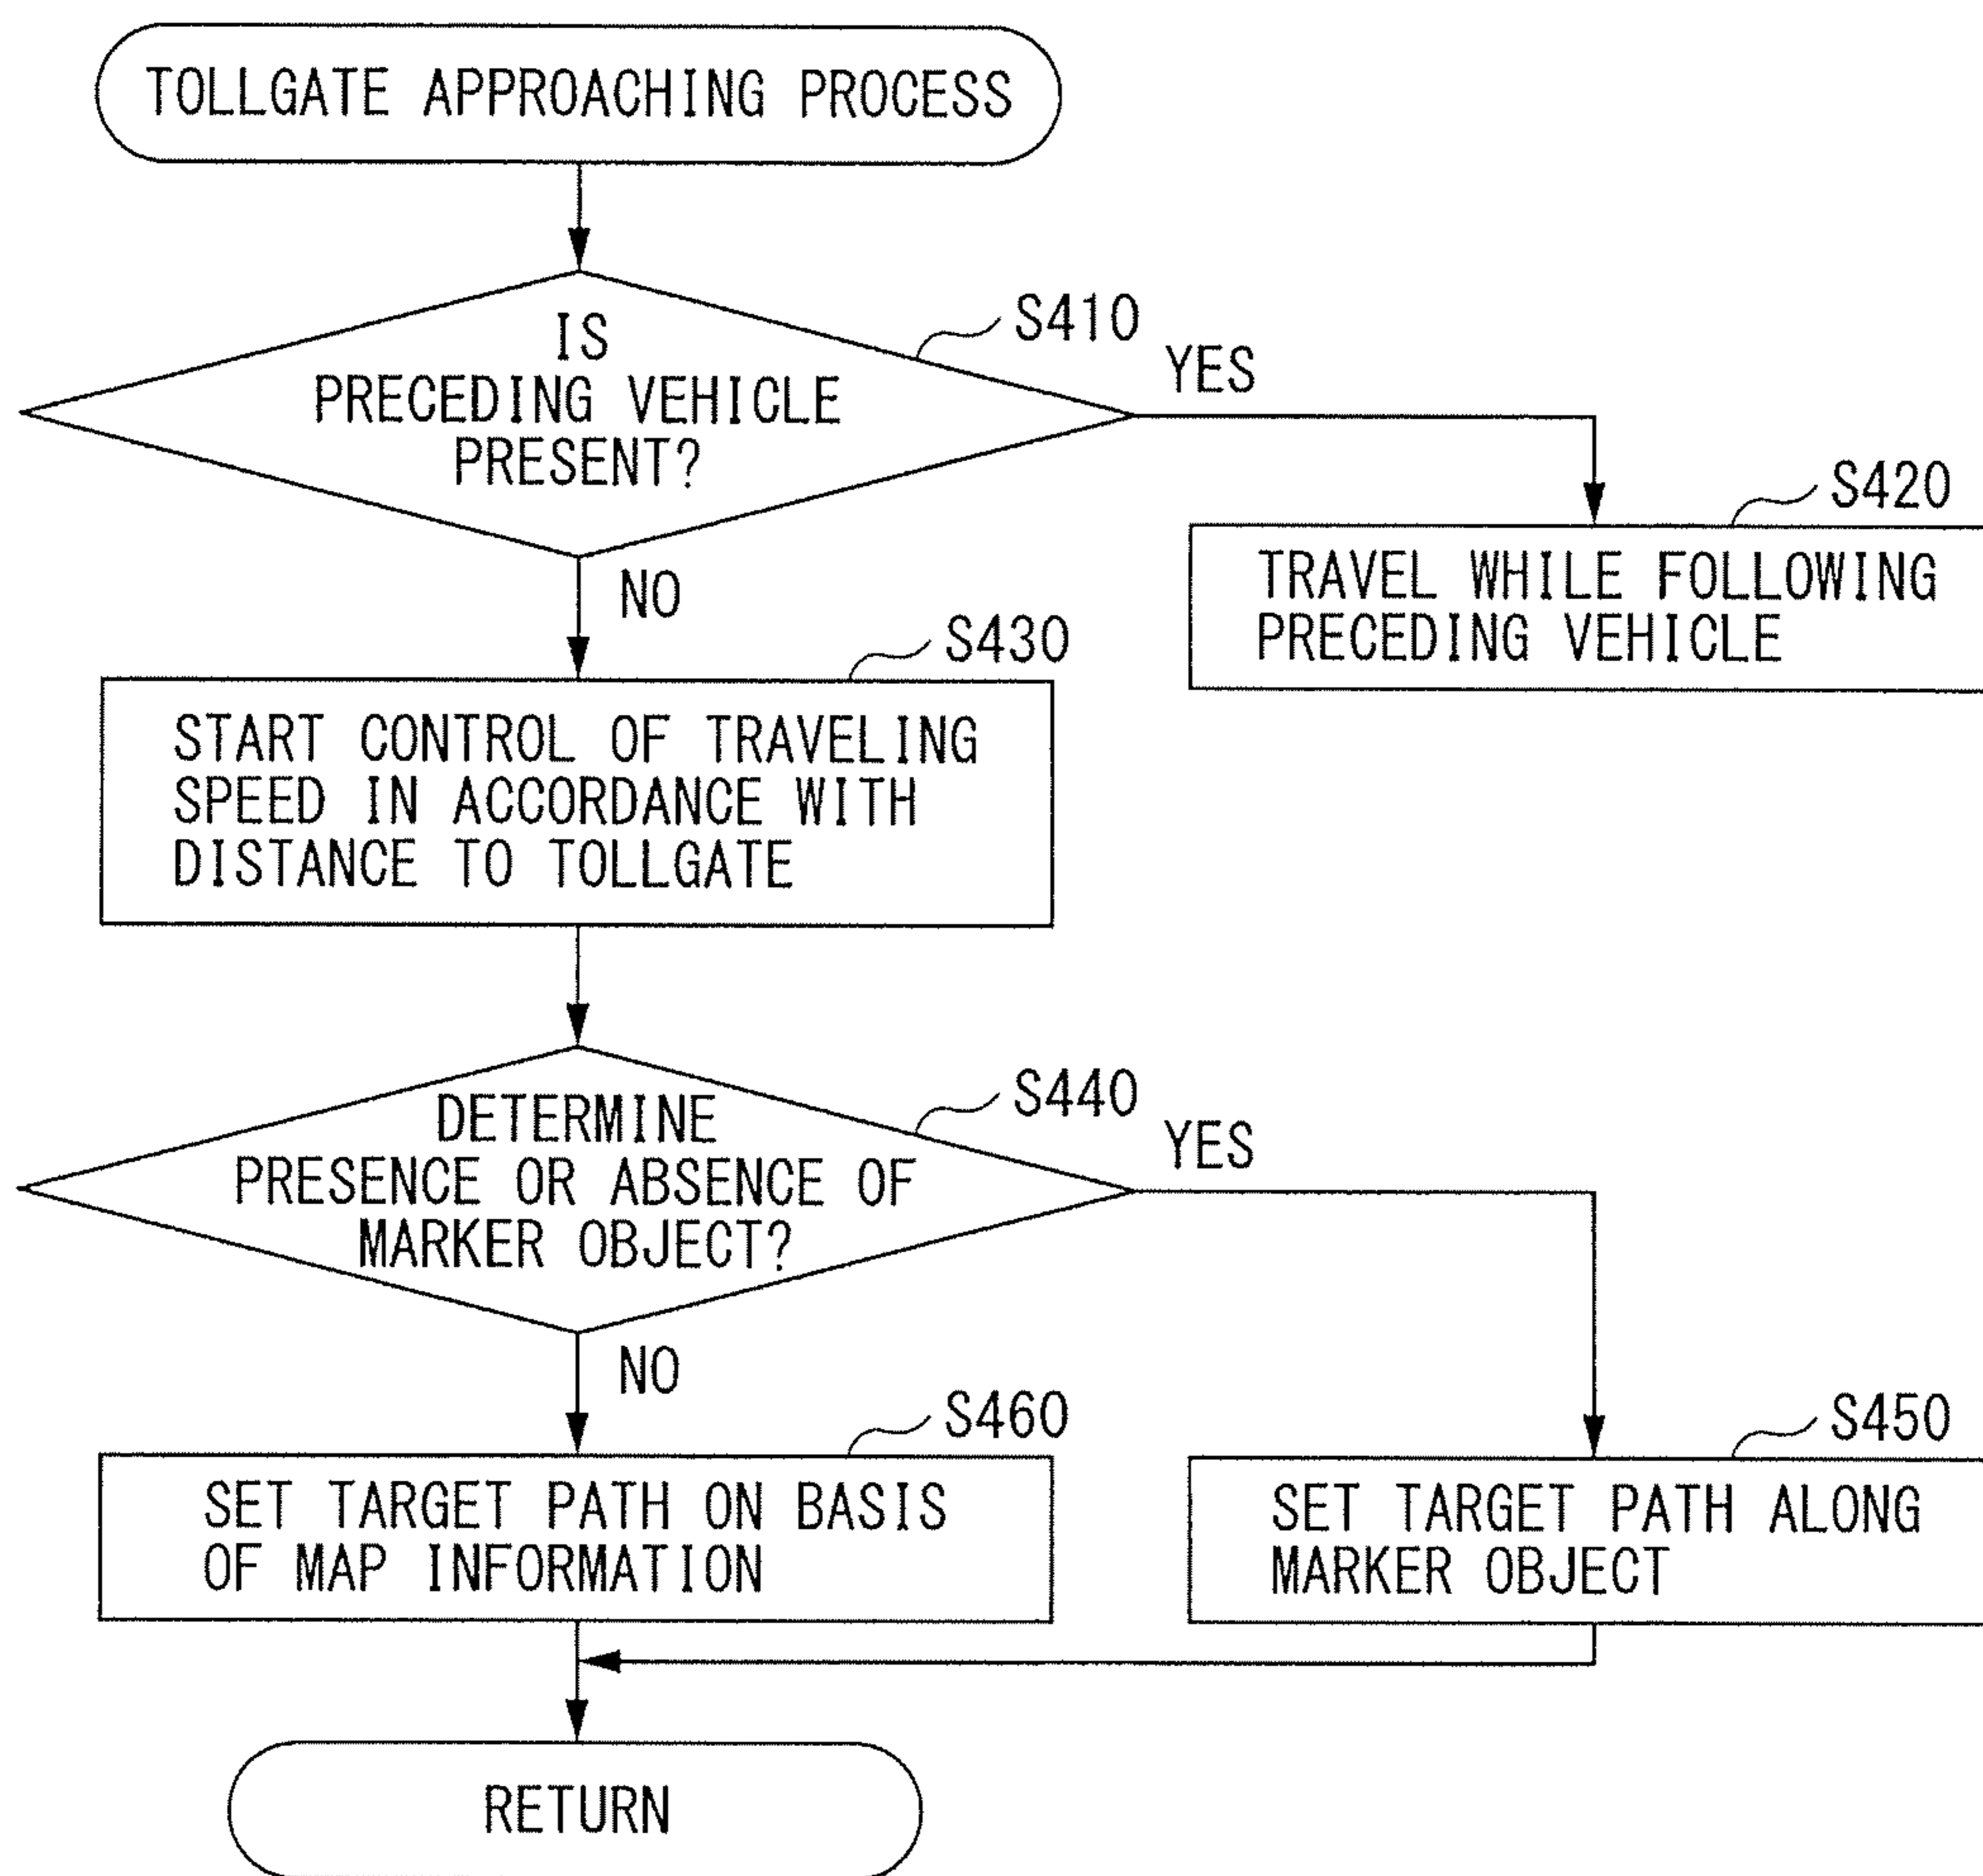 TOLLGATE APPROACHING PROCESS
S410
IS
PRECEDING VEHICLE
PRESENT?
YES
S420
TRAVEL WHILE FOLLOWING
PRECEDING VEHICLE
NO
S430
START CONTROL OF TRAVELING
SPEED IN ACCORDANCE WITH
DISTANCE TO TOLLGATE
S440
DETERMINE
PRESENCE OR ABSENCE OF
MARKER OBJECT?
YES
NO
S460
SET TARGET PATH ON BASIS
OF MAP INFORMATION
S450
SET TARGET PATH ALONG
MARKER OBJECT
RETURN